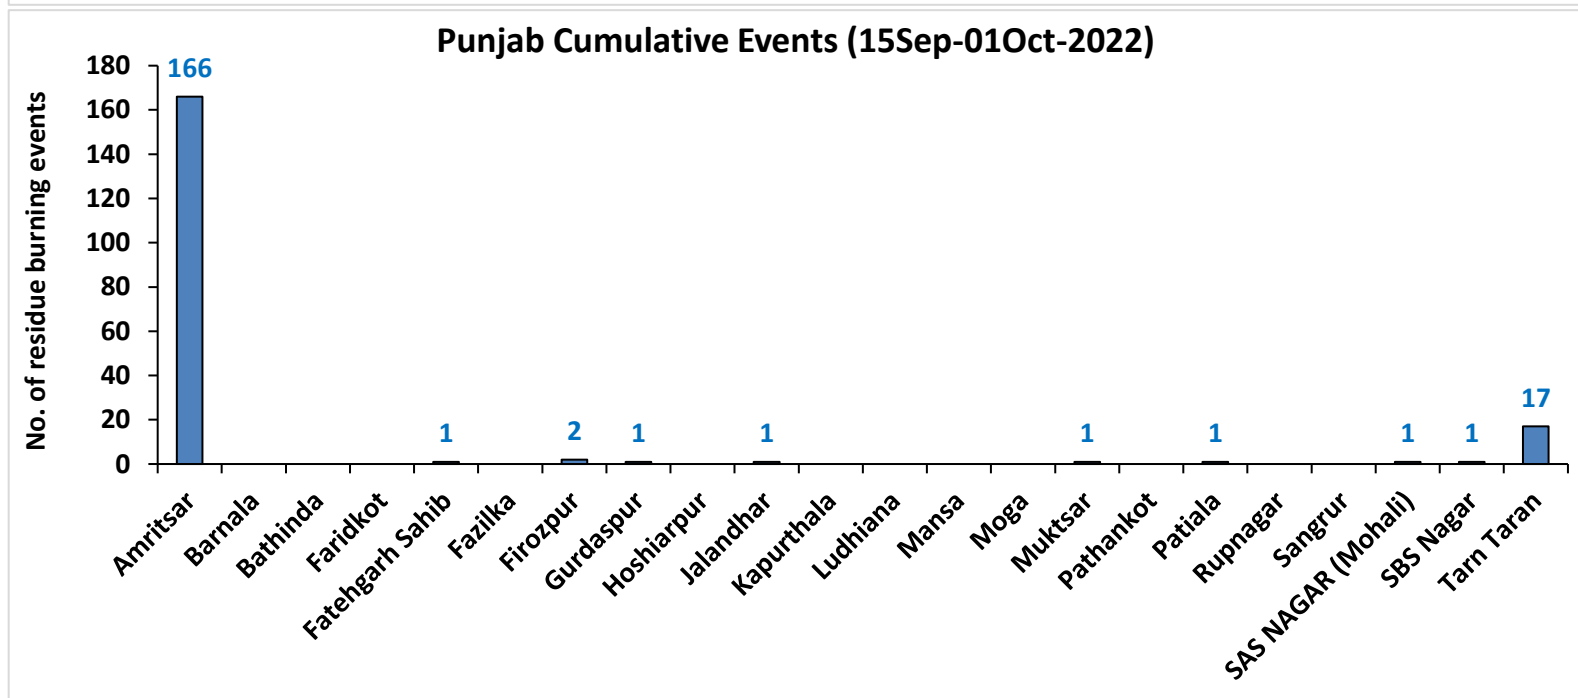 Punjab Cumulative Events (15Sep-01Oct-2022)
No. of residue burning events
180
160
140
120
100
80
60
40
20
0
166
1
2
1
1
1
1
1
1
17
Amritsar
Barnala
Bathinda
Faridkot
Fatehgarh Sahib
Fazilka
Firozpur
Gurdaspur
Hoshiarpur
Jalandhar
Kapurthala
Ludhiana
Mansa
Moga
Muktsar
Pathankot
Patiala
Rupnagar
Sangrur
SAS NAGAR (Mohali)
SBS Nagar
Tarn Taran